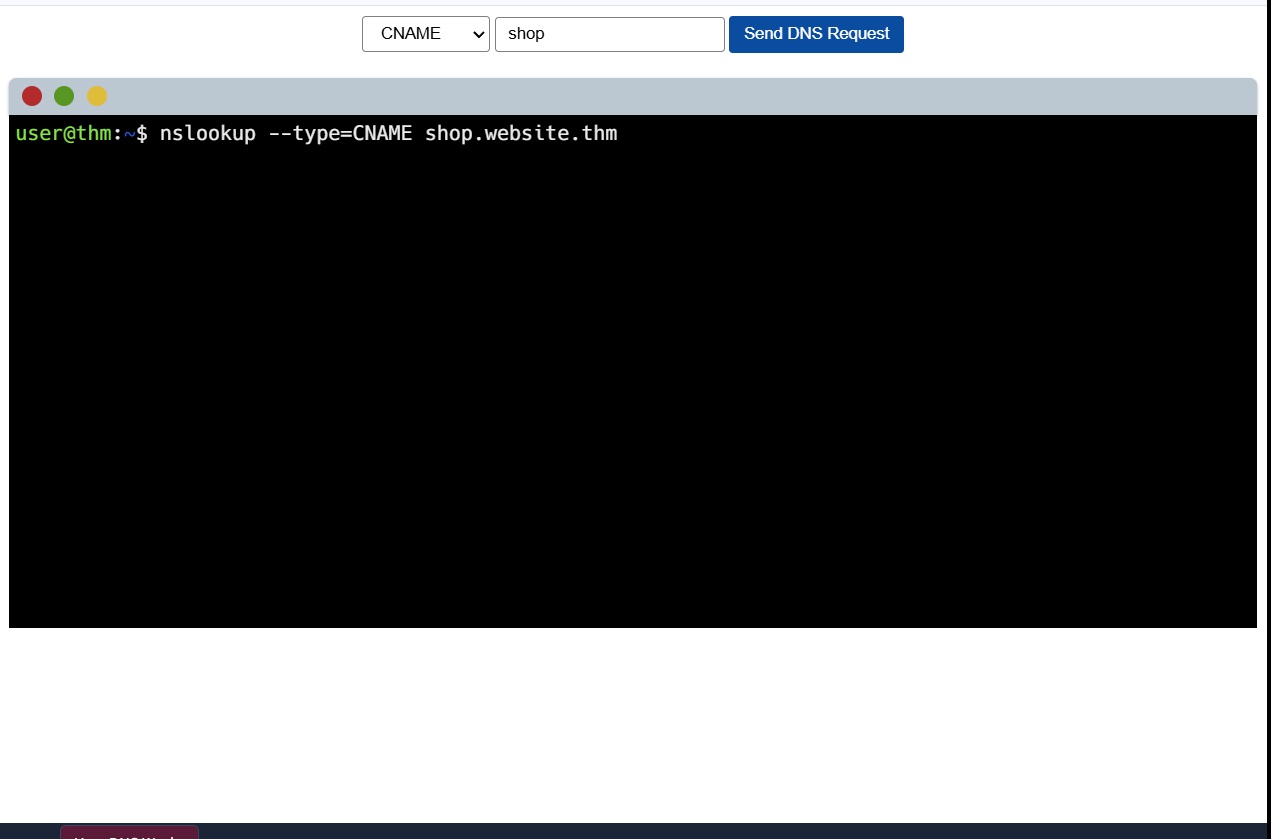 CNAME shop Send DNS Request
user@thm:~$ nslookup --type=CNAME shop.website.thm